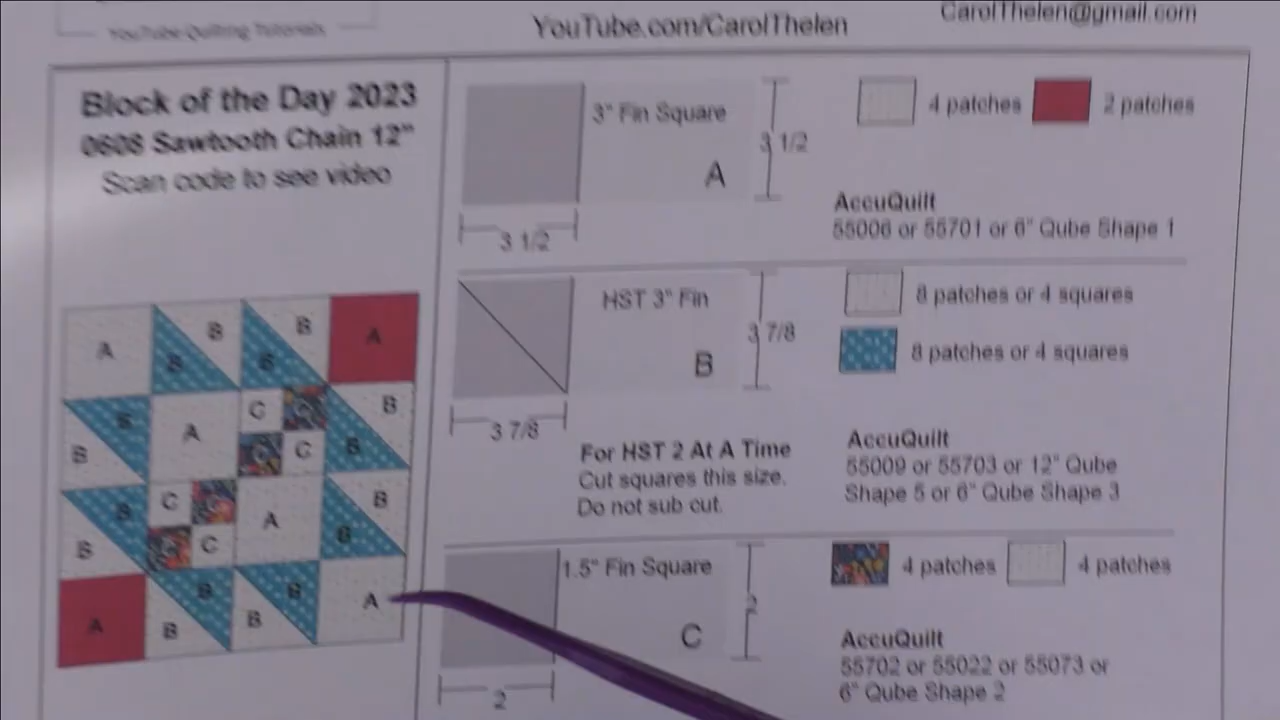 YouTube Quilting Tutorials
YouTube.com/CarolThelen
CarolThelen@gmail.com
Block of the Day 2023
0608 Sawtooth Chain 12"
Scan code to see video
A B B B B A
B A C C B B
B C C B
B C A B
B C C B
A B B B B A
3" Fin Square
A
3 1/2
3 1/2
4 patches 2 patches
AccuQuilt
55006 or 55701 or 6" Qube Shape 1
HST 3" Fin
B
3 7/8
3 7/8
For HST 2 At A Time
Cut squares this size.
Do not sub cut.
8 patches or 4 squares
8 patches or 4 squares
AccuQuilt
55009 or 55703 or 12" Qube
Shape 5 or 6" Qube Shape 3
1.5" Fin Square
C
2
2
4 patches 4 patches
AccuQuilt
55702 or 55022 or 55073 or
6" Qube Shape 2